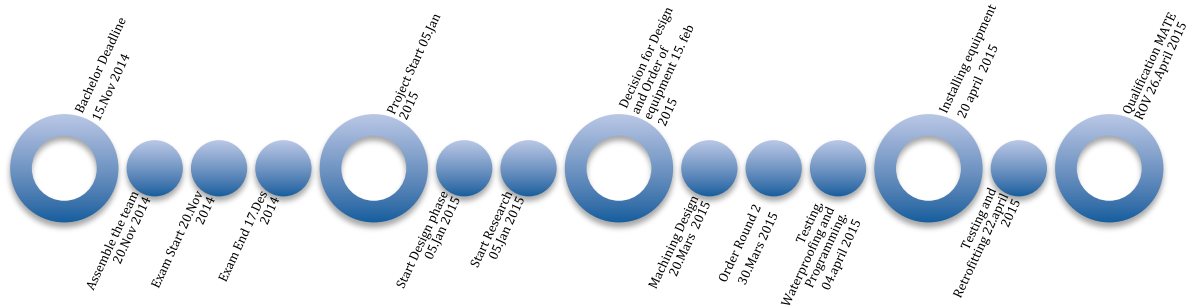 Bachelor Deadline
15.Nov 2014
Assemble the team
20.Nov 2014
Exam Start 20.Nov
2014
Exam End 17.Des
2014
Project Start 05.Jan
2015
Start Design phase
05.Jan 2015
Start Research
05.Jan 2015
Decision for Design
and Order of
equipment 15. feb
2015
Machining Design
20.Mars 2015
Order Round 2
30.Mars 2015
Testing,
Waterproofing and
Programming.
04.april 2015
Installing equipment
20 april 2015
Testing and
Retrofitting 22.april
2015
Qualification MATE
ROV 26.April 2015